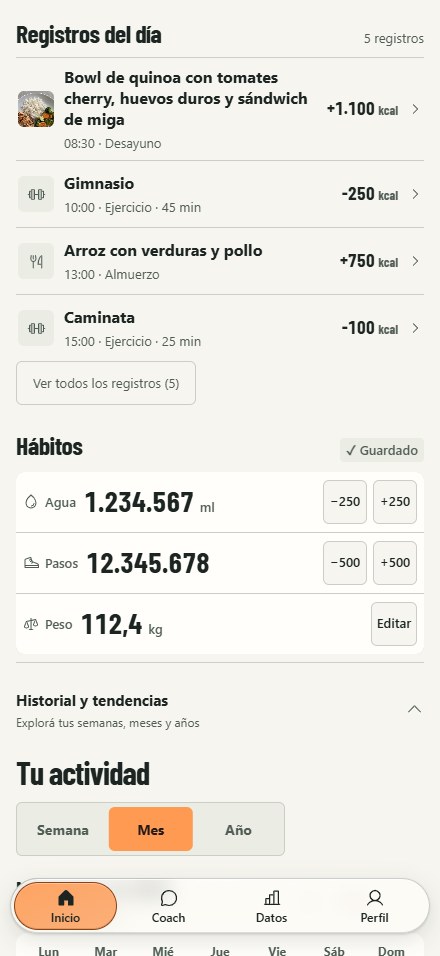 Registros del día
5 registros
Bowl de quinoa con tomates
cherry, huevos duros y sándwich
de miga
+1.100 kcal
08:30 · Desayuno
Gimnasio
-250 kcal
10:00 · Ejercicio · 45 min
Arroz con verduras y pollo
+750 kcal
13:00 · Almuerzo
Caminata
-100 kcal
15:00 · Ejercicio · 25 min
Ver todos los registros (5)
Hábitos
✓ Guardado
Agua 1.234.567 ml
−250
+250
Pasos 12.345.678
−500
+500
Peso 112,4 kg
Editar
Historial y tendencias
Explorá tus semanas, meses y años
Tu actividad
Semana
Mes
Año
Inicio
Coach
Datos
Perfil
Lun Mar Mié Jue Vie Sáb Dom